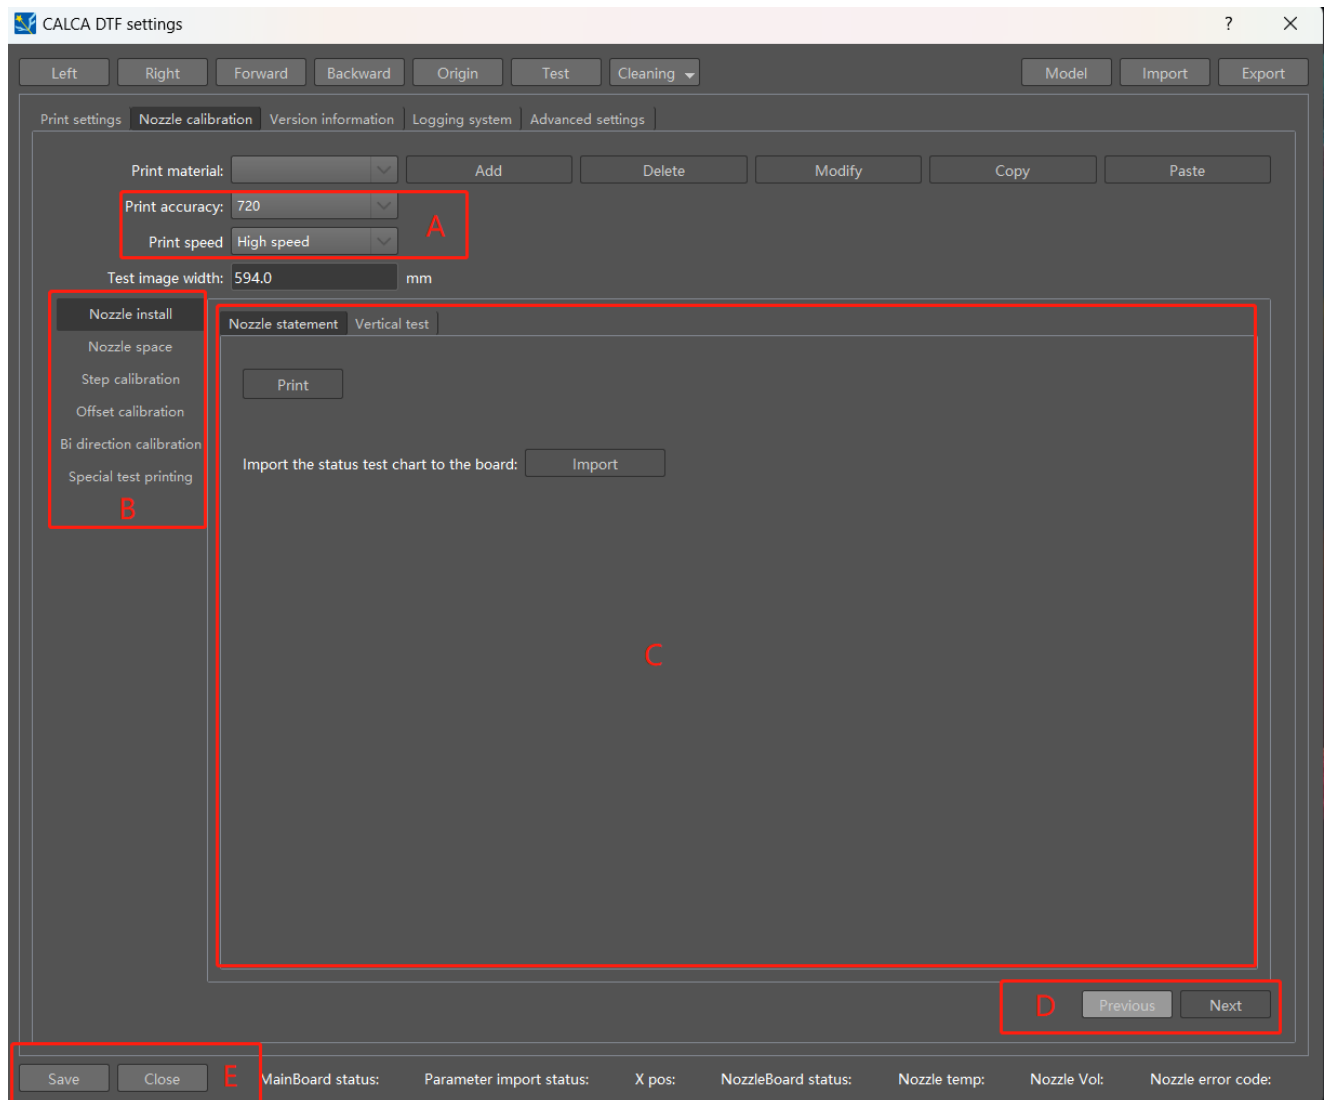 CALCA DTF settings ?
Left Right Forward Backward Origin Test Cleaning Model Import Export
Print settings Nozzle calibration Version information Logging system Advanced settings
Print material: Add Delete Modify Copy Paste
Print accuracy: 720 A
Print speed High speed
Test image width: 594.0 mm
Nozzle install
Nozzle space
Step calibration
Offset calibration
Bi direction calibration
Special test printing
B
Nozzle statement Vertical test
Print
Import the status test chart to the board: Import
C
D Previous Next
Save Close E MainBoard status: Parameter import status: X pos: NozzleBoard status: Nozzle temp: Nozzle Vol: Nozzle error code: